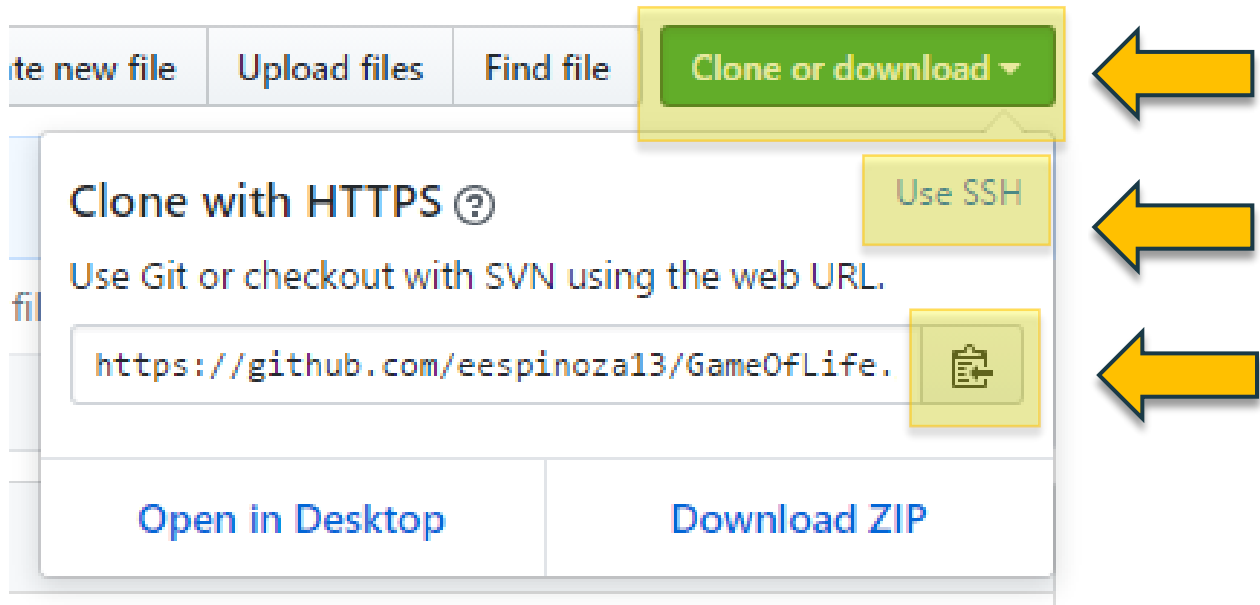 te new file Upload files Find file Clone or download
Clone with HTTPS ?
Use SSH
Use Git or checkout with SVN using the web URL.
fil
https://github.com/eespinoza13/GameOfLife.
Open in Desktop Download ZIP